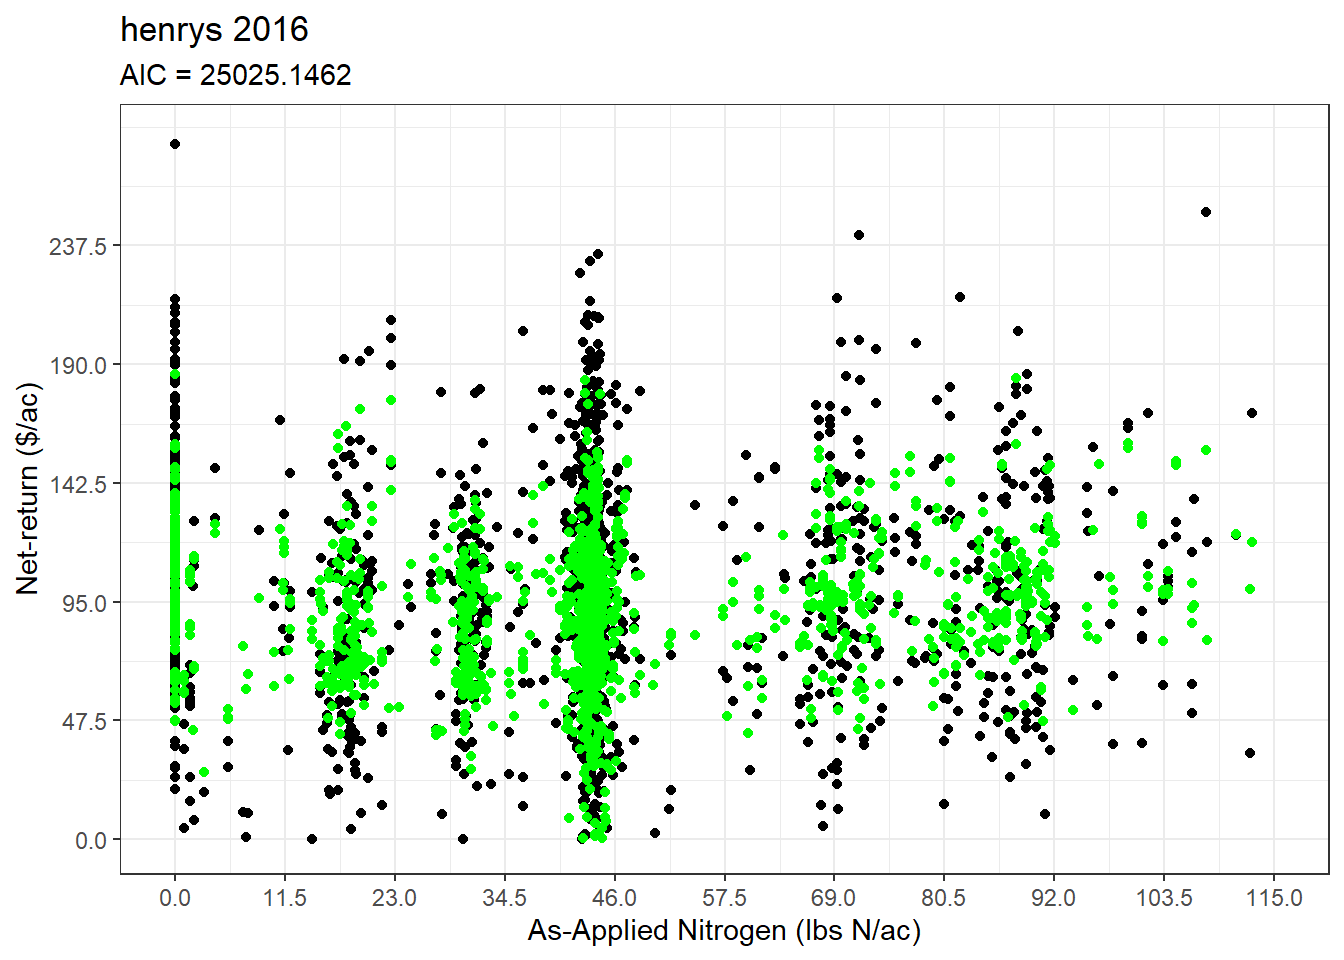 henrys 2016
AIC = 25025.1462
Net-return ($/ac)
237.5
190.0
142.5
95.0
47.5
0.0
0.0 11.5 23.0 34.5 46.0 57.5 69.0 80.5 92.0 103.5 115.0
As-Applied Nitrogen (lbs N/ac)